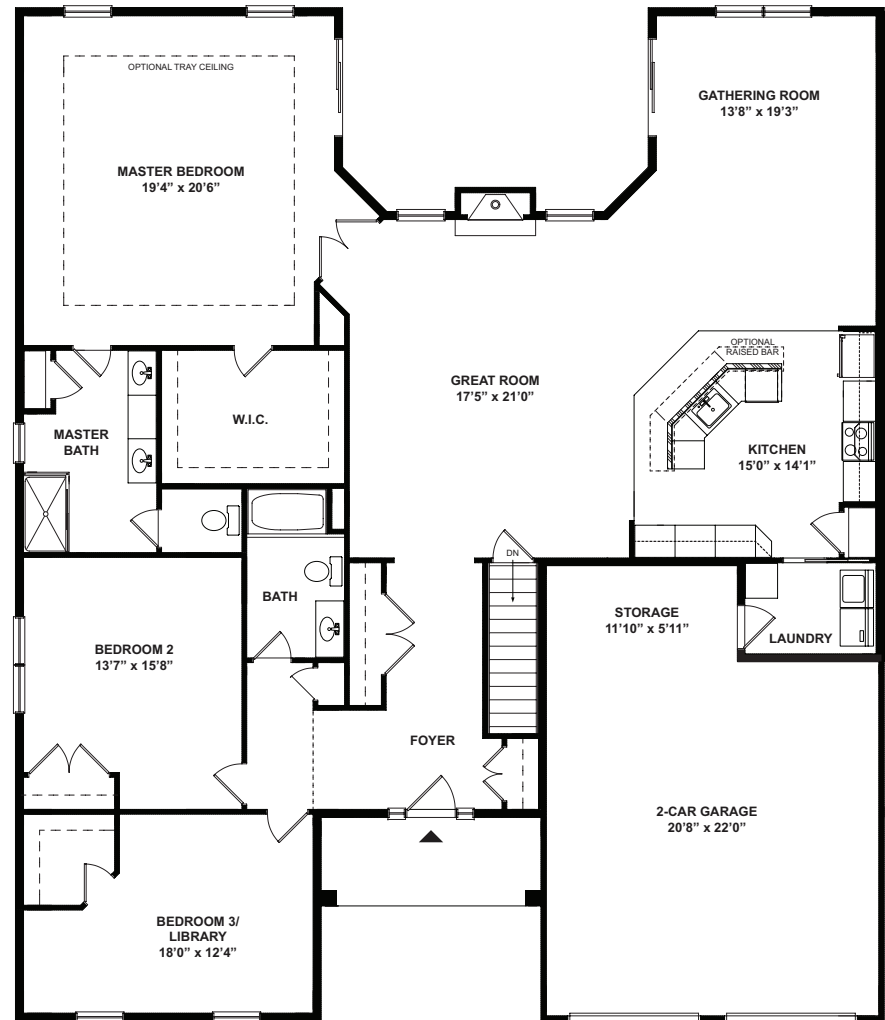 OPTIONAL TRAY CEILING
MASTER BEDROOM
19’4” x 20’6”
GATHERING ROOM
13’8” x 19’3”
GREAT ROOM
17’5” x 21’0”
OPTIONAL
RAISED BAR
KITCHEN
15’0” x 14’1”
MASTER
BATH
W.I.C.
BATH
DN
BEDROOM 2
13’7” x 15’8”
STORAGE
11’10” x 5’11”
LAUNDRY
FOYER
2-CAR GARAGE
20’8” x 22’0”
BEDROOM 3/
LIBRARY
18’0” x 12’4”